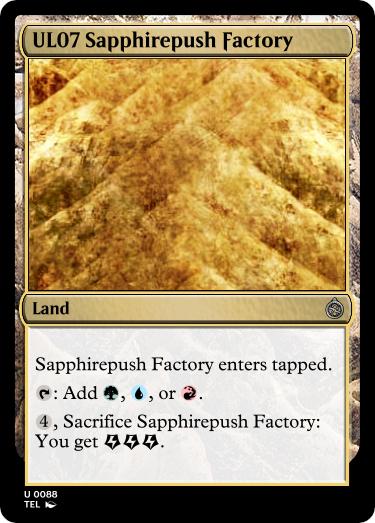 UL07 Sapphirepush Factory
Land
Sapphirepush Factory enters tapped.
: Add , , or .
4, Sacrifice Sapphirepush Factory:
You get .
U 0088
TEL